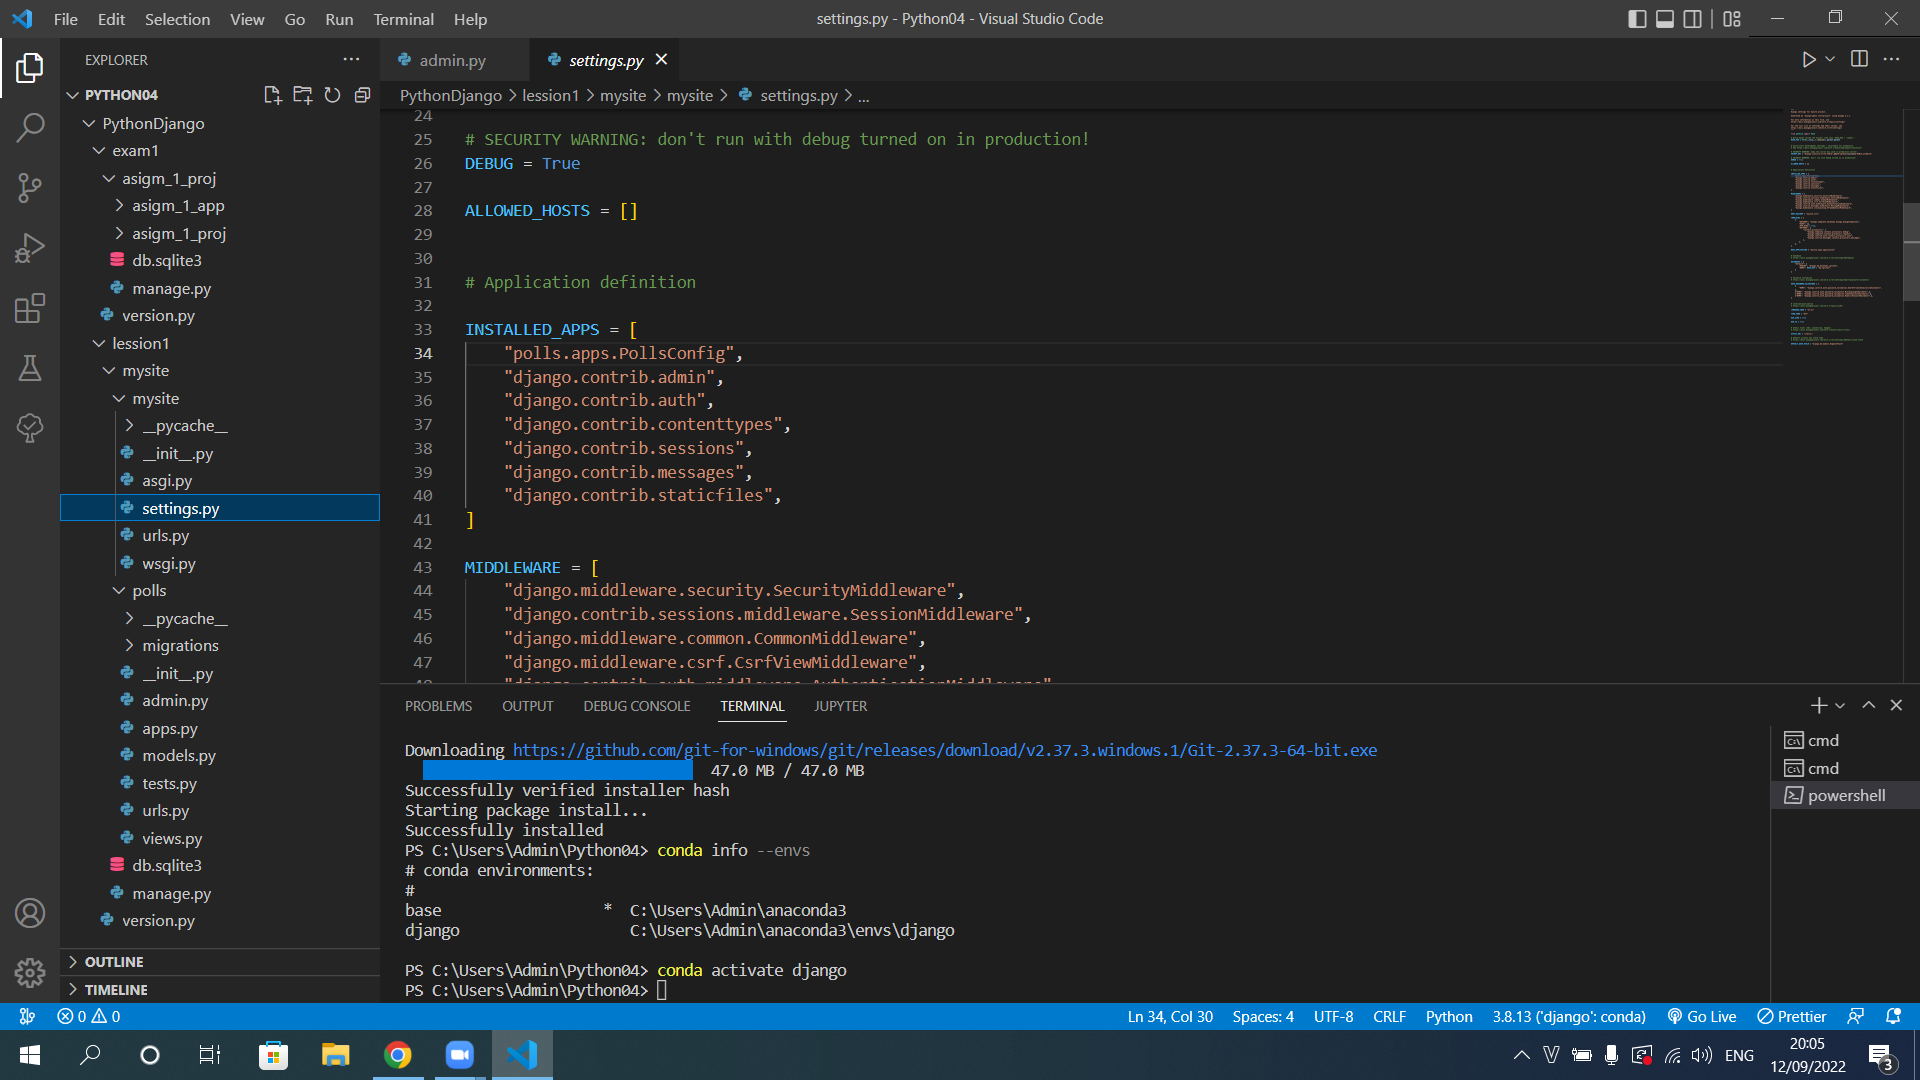 File Edit Selection View Go Run Terminal Help
settings.py - Python04 - Visual Studio Code
EXPLORER
PYTHON04
PythonDjango
exam1
asigm_1_proj
asigm_1_app
asigm_1_proj
db.sqlite3
manage.py
version.py
lession1
mysite
mysite
__pycache__
__init__.py
asgi.py
settings.py
urls.py
wsgi.py
polls
__pycache__
migrations
__init__.py
admin.py
apps.py
models.py
tests.py
urls.py
views.py
db.sqlite3
manage.py
version.py
OUTLINE
TIMELINE
admin.py
settings.py
PythonDjango > lession1 > mysite > mysite > settings.py > ...
24
25 # SECURITY WARNING: don't run with debug turned on in production!
26 DEBUG = True
27
28 ALLOWED_HOSTS = []
29
30
31 # Application definition
32
33 INSTALLED_APPS = [
34 "polls.apps.PollsConfig",
35 "django.contrib.admin",
36 "django.contrib.auth",
37 "django.contrib.contenttypes",
38 "django.contrib.sessions",
39 "django.contrib.messages",
40 "django.contrib.staticfiles",
41 ]
42
43 MIDDLEWARE = [
44 "django.middleware.security.SecurityMiddleware",
45 "django.contrib.sessions.middleware.SessionMiddleware",
46 "django.middleware.common.CommonMiddleware",
47 "django.middleware.csrf.CsrfViewMiddleware",
48 "django.contrib.auth.middleware.AuthenticationMiddleware"
PROBLEMS OUTPUT DEBUG CONSOLE TERMINAL JUPYTER
Downloading https://github.com/git-for-windows/git/releases/download/v2.37.3.windows.1/Git-2.37.3-64-bit.exe
47.0 MB / 47.0 MB
Successfully verified installer hash
Starting package install...
Successfully installed
PS C:\Users\Admin\Python04> conda info --envs
# conda environments:
#
base * C:\Users\Admin\anaconda3
django C:\Users\Admin\anaconda3\envs\django
PS C:\Users\Admin\Python04> conda activate django
PS C:\Users\Admin\Python04>
cmd
cmd
powershell
0 0
Ln 34, Col 30 Spaces: 4 UTF-8 CRLF Python 3.8.13 ('django': conda) Go Live Prettier
ENG
20:05
12/09/2022
3